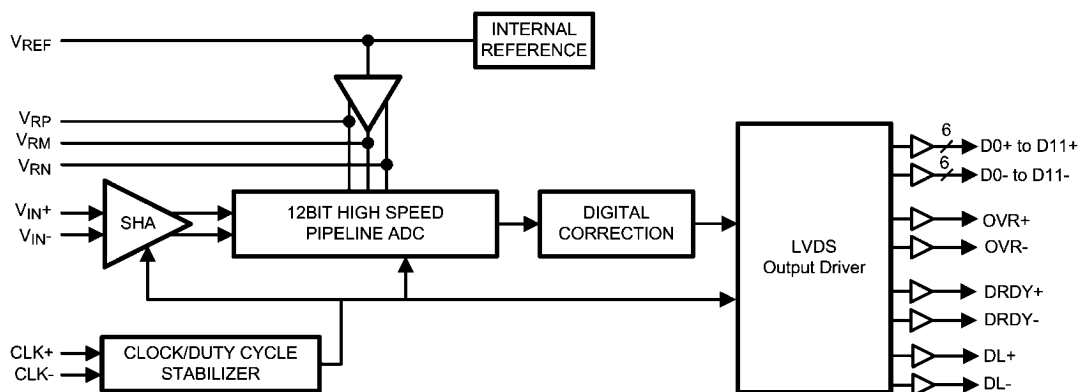 VREF
INTERNAL
REFERENCE
VRP
VRM
VRN
VIN+
VIN-
SHA
12BIT HIGH SPEED
PIPELINE ADC
DIGITAL
CORRECTION
LVDS
Output Driver
6
D0+ to D11+
6
D0- to D11-
OVR+
OVR-
DRDY+
DRDY-
DL+
DL-
CLK+
CLK-
CLOCK/DUTY CYCLE
STABILIZER